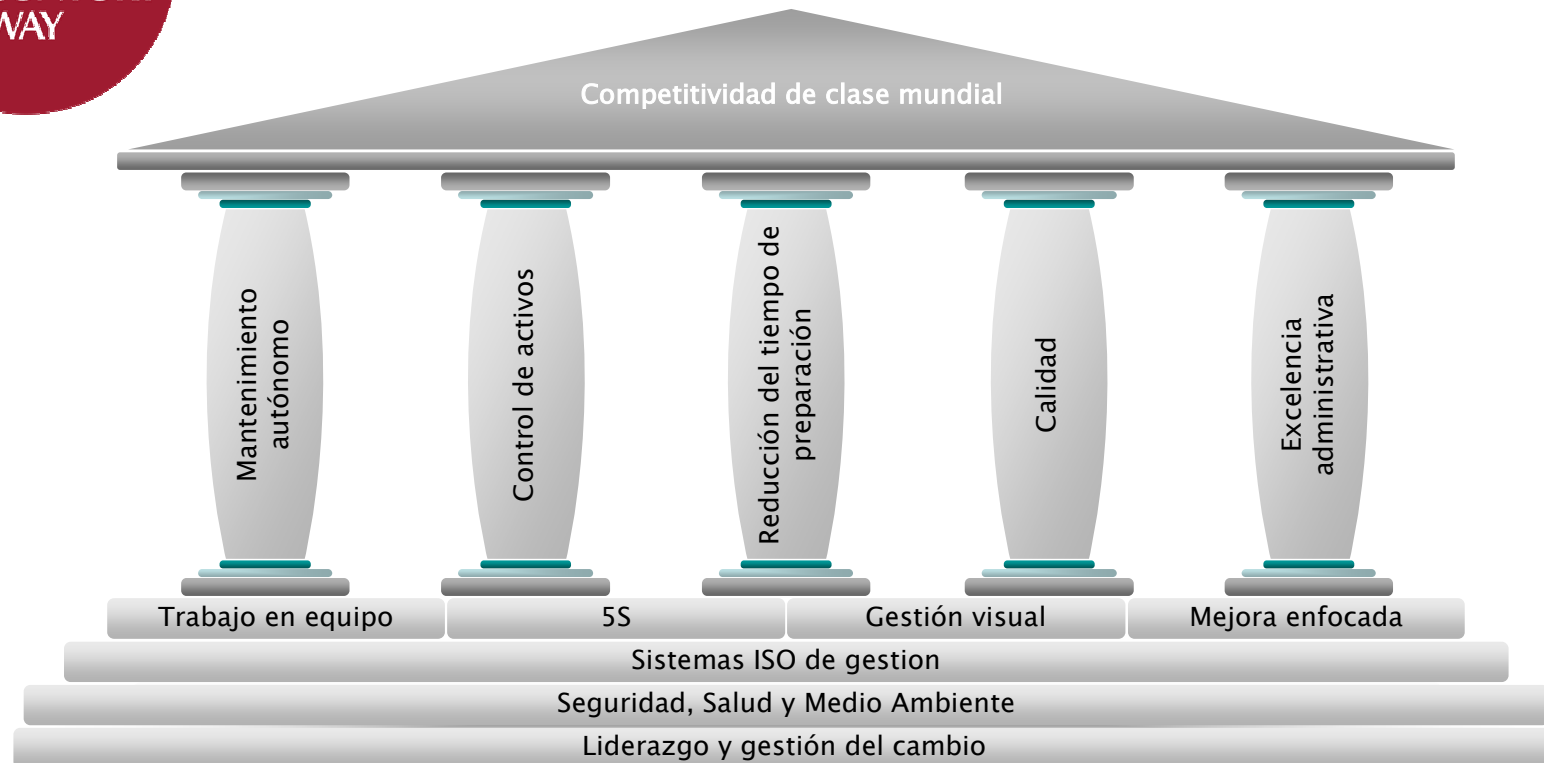 WAY
Competitividad de clase mundial
Mantenimiento
autónomo
Control de activos
Reducción del tiempo de
preparación
Calidad
Excelencia
administrativa
Trabajo en equipo
5S
Gestión visual
Mejora enfocada
Sistemas ISO de gestion
Seguridad, Salud y Medio Ambiente
Liderazgo y gestión del cambio